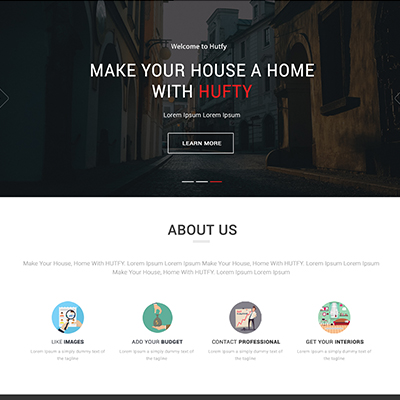 Welcome to Hutfy
MAKE YOUR HOUSE A HOME
WITH HUFTY
Lorem Ipsum Lorem Ipsum
LEARN MORE
ABOUT US
Make Your House, Home With HUTFY. Lorem Ipsum Lorem Ipsum Make Your House, Home With HUTFY. Lorem Ipsum Lorem Ipsum
Make Your House, Home With HUTFY. Lorem Ipsum Lorem Ipsum
LIKE IMAGES
Lorem ipsum a simply dummy text of
the tagline
ADD YOUR BUDGET
Lorem ipsum a simply dummy text of
the tagline
CONTACT PROFESSIONAL
Lorem ipsum a simply dummy text of
the tagline
GET YOUR INTERIORS
Lorem ipsum a simply dummy text of
the tagline